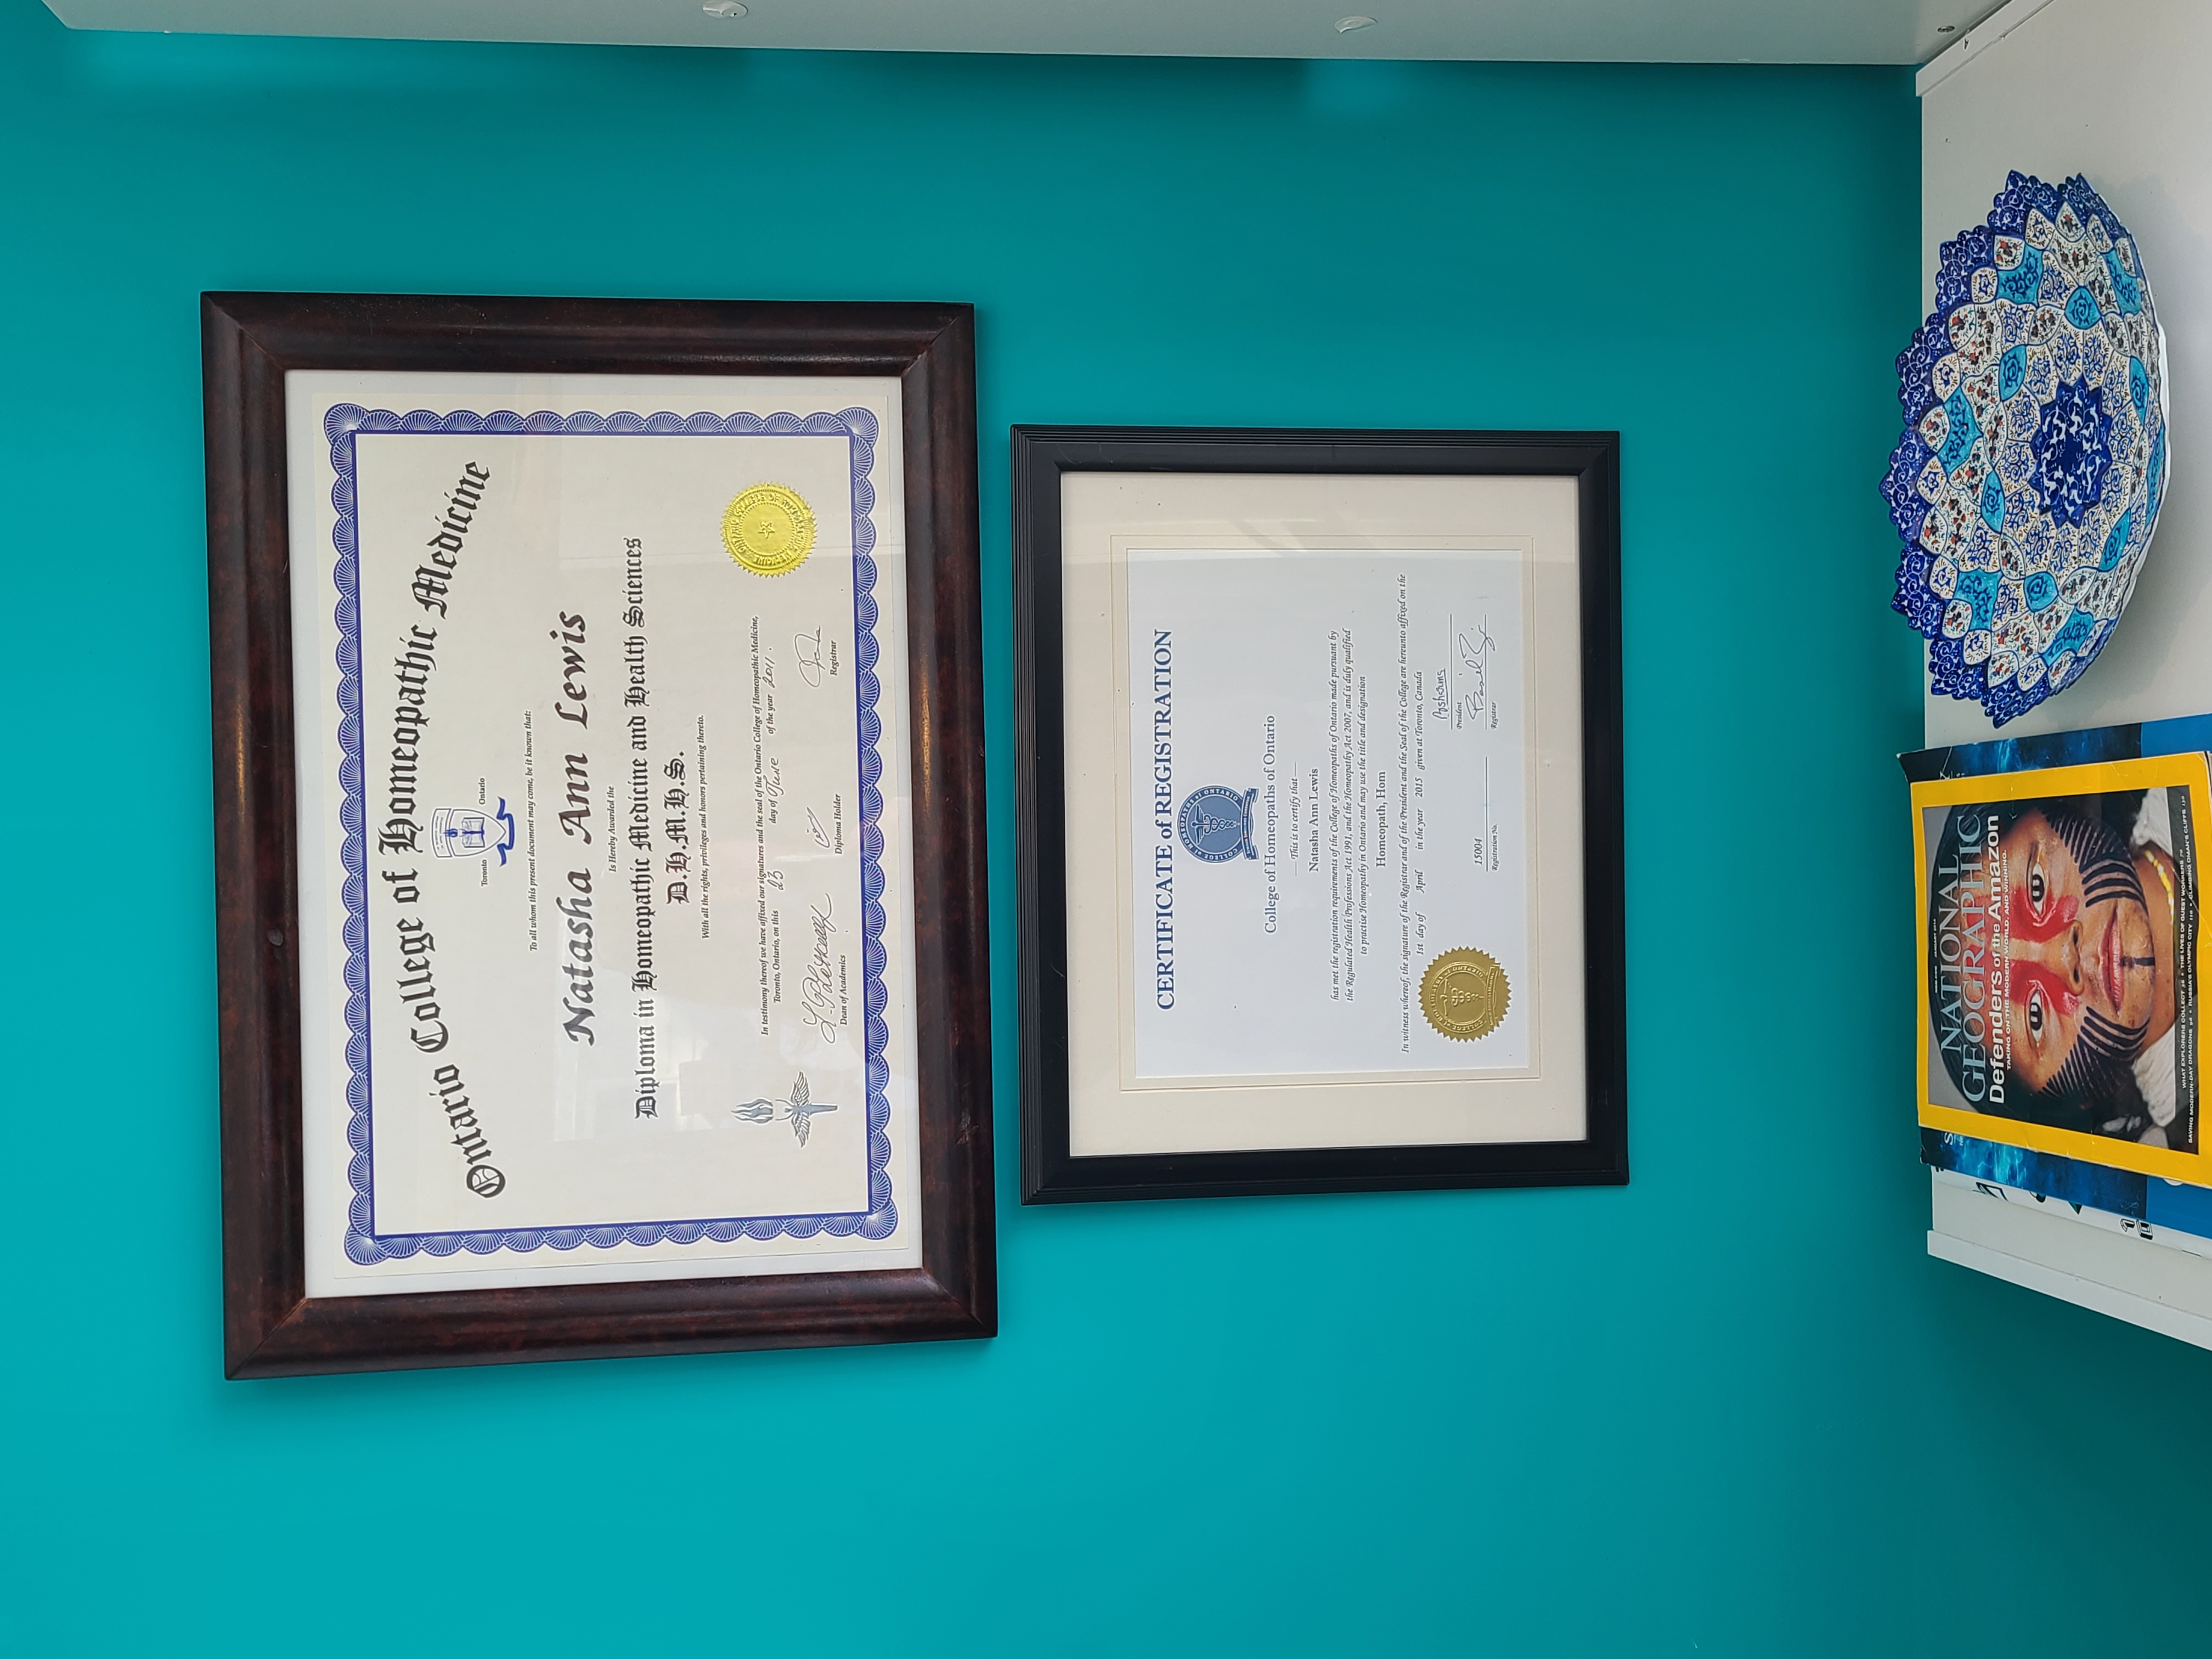 Ontario College of Homeopathic Medicine
Toronto Ontario
To all whom this present document may come, be it known that:
Natasha Ann Lewis
Is Hereby Awarded the
Diploma in Homeopathic Medicine and Health Sciences
D.H.M.H.S.
With all the rights, privileges and honors pertaining thereto.
In testimony thereof we have affixed our signatures and the seal of the Ontario College of Homeopathic Medicine,
Toronto, Ontario, on this 23 day of June of the year 2011.
Dean of Academics
Diploma Holder
Registrar
CERTIFICATE of REGISTRATION
COLLEGE of HOMEOPATHS of ONTARIO
College of Homeopaths of Ontario
This is to certify that
Natasha Ann Lewis
has met the registration requirements of the College of Homeopaths of Ontario made pursuant by
the Regulated Health Professions Act 1991, and the Homeopathy Act 2007, and is duly qualified
to practise Homeopathy in Ontario and may use the title and designation
Homeopath, Hom
In witness whereof, the signature of the Registrar and of the President and the Seal of the College are hereunto affixed on the
1st day of April in the year 2015 given at Toronto, Canada
President
15004
Registration No.
Registrar
NATIONAL
GEOGRAPHIC
Defenders of the Amazon
TAKING ON THE MODERN WORLD, AND WINNING.
WHAT EXPLORERS COLLECT • THE LIVES OF GUEST WORKERS
SAVING MODERN-DAY DRAGONS • RUSSIA'S OLYMPIC CITY • CLIMBING OMAN'S CLIFFS